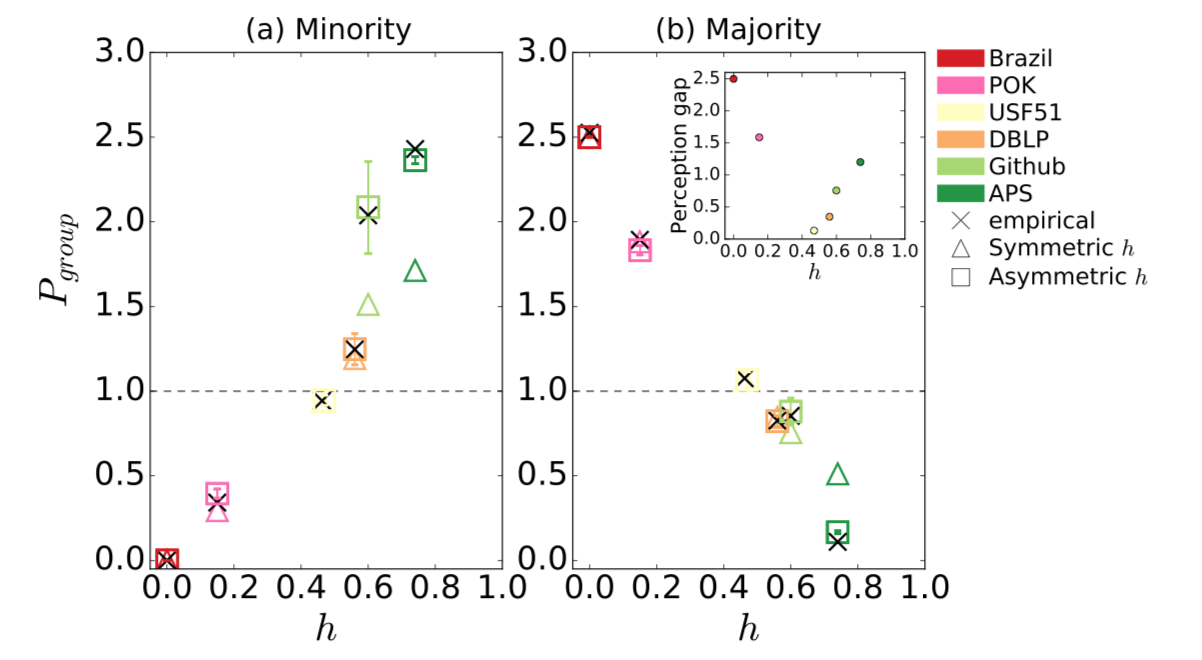 (a) Minority
3.0
2.5
2.0
1.5
1.0
0.5
0.0
P_group
0.0 0.2 0.4 0.6 0.8 1.0
h
(b) Majority
3.0
2.5
2.0
1.5
1.0
0.5
0.0
0.0 0.2 0.4 0.6 0.8 1.0
h
Perception gap
2.5
2.0
1.5
1.0
0.5
0.0
0.0 0.2 0.4 0.6 0.8 1.0
h
Brazil
POK
USF51
DBLP
Github
APS
empirical
Symmetric h
Asymmetric h